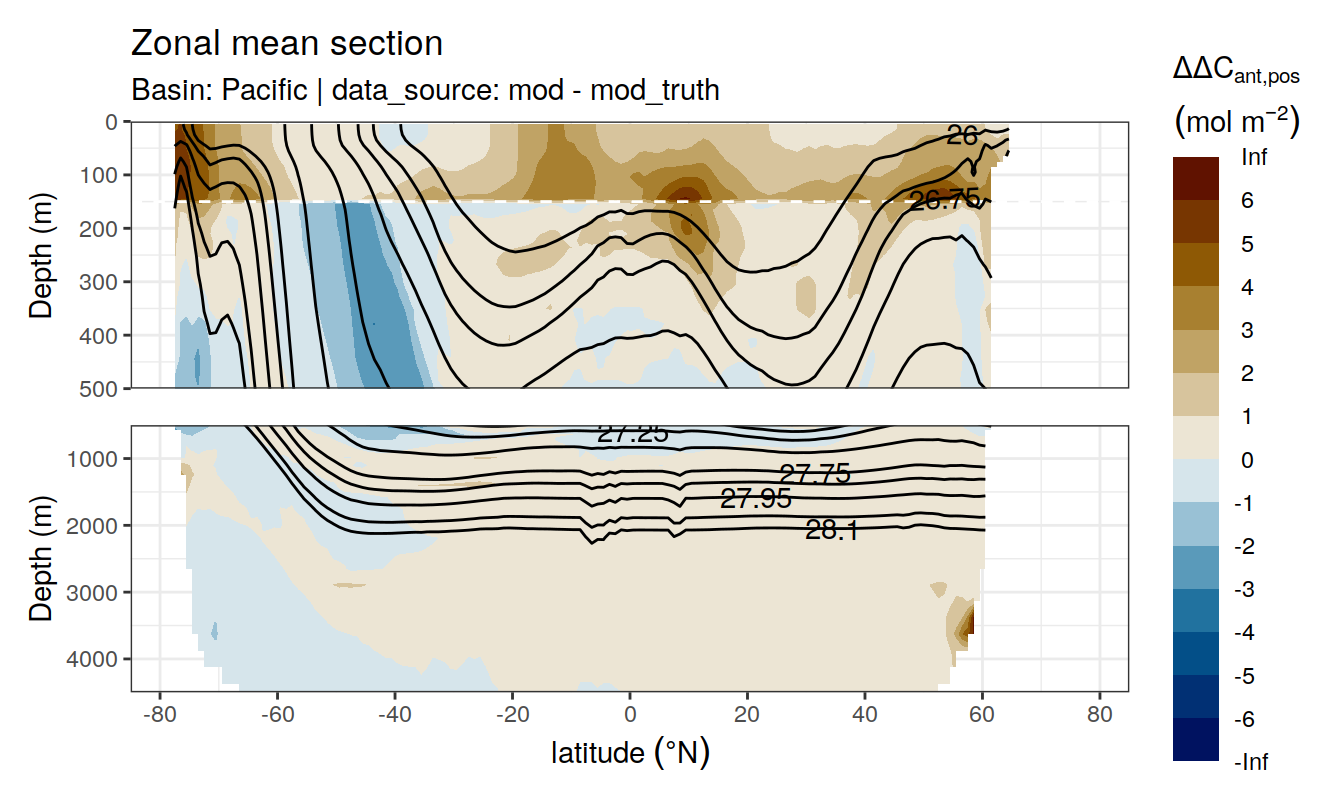 Zonal mean section
Basin: Pacific | data_source: mod - mod_truth
ΔΔC_ant,pos
(mol m⁻²)
Inf
6
5
4
3
2
1
0
-1
-2
-3
-4
-5
-6
-Inf
Depth (m)
0
100
200
300
400
500
26
26.75
Depth (m)
1000
2000
3000
4000
27.25
27.75
27.95
28.1
-80 -60 -40 -20 0 20 40 60 80
latitude (°N)